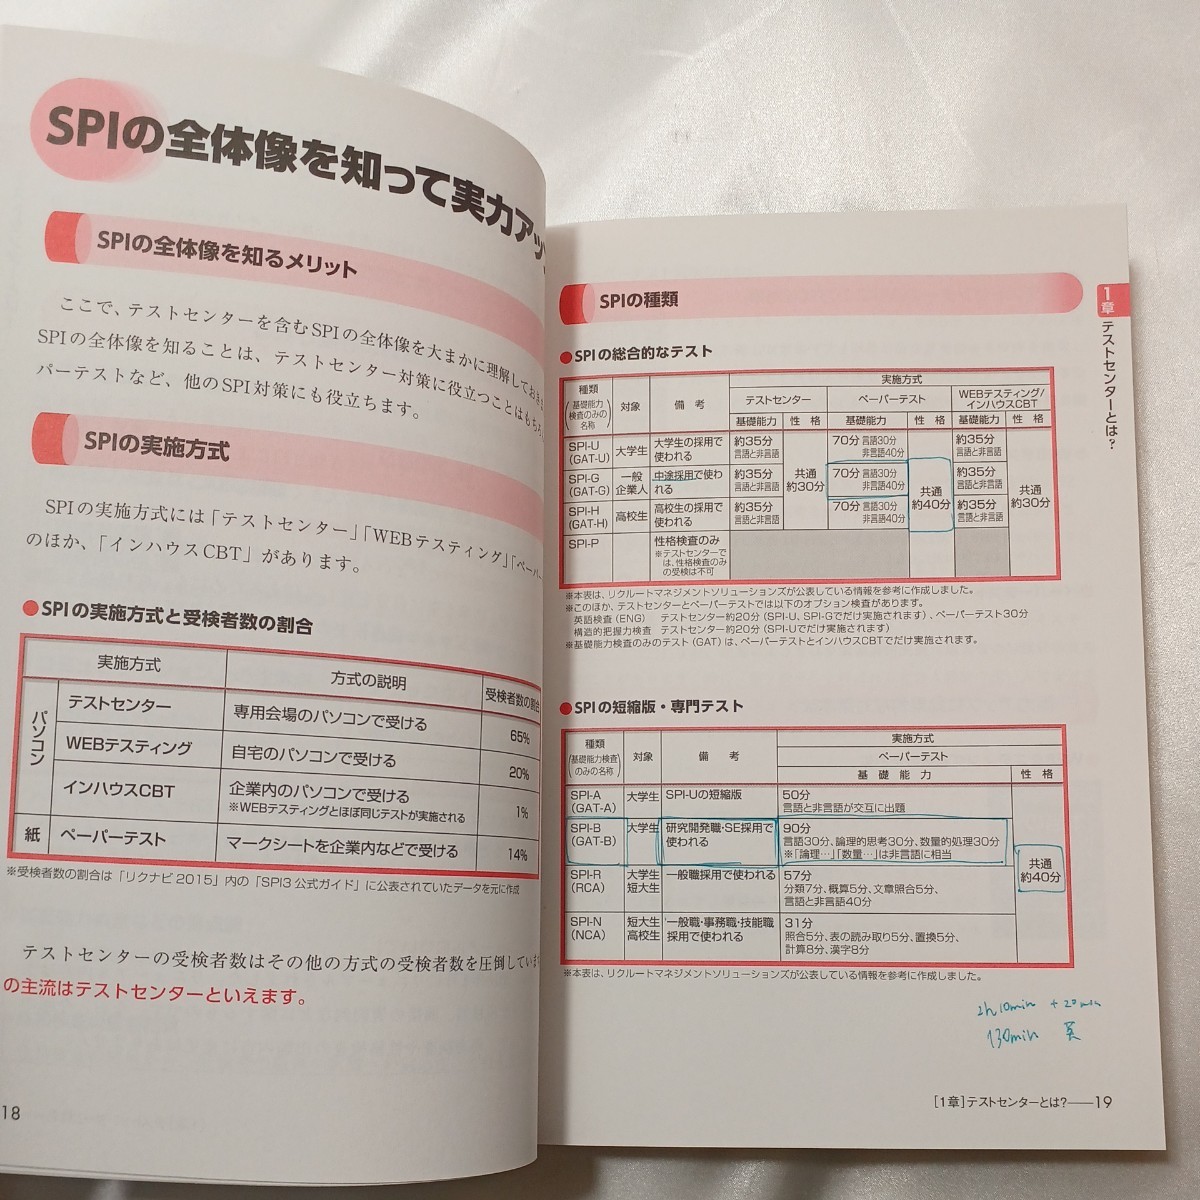 SPIの全体像を知って実力アッ
SPIの全体像を知るメリット
ここで、テストセンターを含むSPIの全体像を大まかに理解しておき
SPIの全体像を知ることは、テストセンター対策に役立つことはもちろ
パーテストなど、他のSPI対策にも役立ちます。
SPIの実施方式
SPIの実施方式には「テストセンター」「WEBテスティング」「ペーパー
のほか、「インハウスCBT」があります。
●SPIの実施方式と受検者数の割合
実施方式 方式の説明 受検者数の割合
パソコン
テストセンター 専用会場のパソコンで受ける 65%
WEBテスティング 自宅のパソコンで受ける 20%
インハウスCBT 企業内のパソコンで受ける 1%
※WEBテスティングとほぼ同じテストが実施される
紙 ペーパーテスト マークシートを企業内などで受ける 14%
※受検者数の割合は「リクナビ2015」内の「SPI3公式ガイド」に公表されていたデータを元に作成
テストセンターの受検者数はその他の方式の受検者数を圧倒していま
の主流はテストセンターといえます。
18
SPIの種類
●SPIの総合的なテスト
種類 対象 備考 実施方式
(基礎能力検査のみの名称) テストセンター ペーパーテスト WEBテスティング/インハウスCBT
基礎能力 性格 基礎能力 性格 基礎能力 性格
SPI-U (GAT-U) 大学生 大学生の採用で使われる 約35分 言語と非言語 70分 言語30分 非言語40分 約35分 言語と非言語
SPI-G (GAT-G) 一般企業人 中途採用で使われる 約35分 言語と非言語 共通約30分 70分 言語30分 非言語40分 共通約40分 約35分 言語と非言語 共通約30分
SPI-H (GAT-H) 高校生 高校生の採用で使われる 約35分 言語と非言語 70分 言語30分 非言語40分 約35分 言語と非言語
SPI-P 性格検査のみ
※テストセンターでは、性格検査のみの受検は不可
※本表は、リクルートマネジメントソリューションズが公表している情報を参考に作成しました。
※このほか、テストセンターとペーパーテストでは以下のオプション検査があります。
英語検査(ENG) テストセンター約20分(SPI-U、SPI-Gでだけ実施されます)、ペーパーテスト30分
構造的把握力検査 テストセンター約20分(SPI-Uでだけ実施されます)
※基礎能力検査のみのテスト(GAT)は、ペーパーテストとインハウスCBTでだけ実施されます。
●SPIの短縮版・専門テスト
種類 対象 備考 実施方式
(基礎能力検査のみの名称) ペーパーテスト
基礎能力 性格
SPI-A (GAT-A) 大学生 SPI-Uの短縮版 50分
言語と非言語が交互に出題
SPI-B (GAT-B) 大学生 研究開発職・SE採用で使われる 90分
言語30分、論理的思考30分、数量的処理30分
※「論理…」「数量…」は非言語に相当
共通約40分
SPI-R (RCA) 大学生 短大生 一般職採用で使われる 57分
分類7分、概算5分、文章照合5分、
言語と非言語40分
SPI-N (NCA) 短大生 高校生 一般職・事務職・技能職採用で使われる 31分
照合5分、表の読み取り5分、置換5分、
計算8分、漢字8分
※本表は、リクルートマネジメントソリューションズが公表している情報を参考に作成しました。
2h10min +20min
130min 英
[1章]テストセンターとは?──19
1章 テストセンターとは?